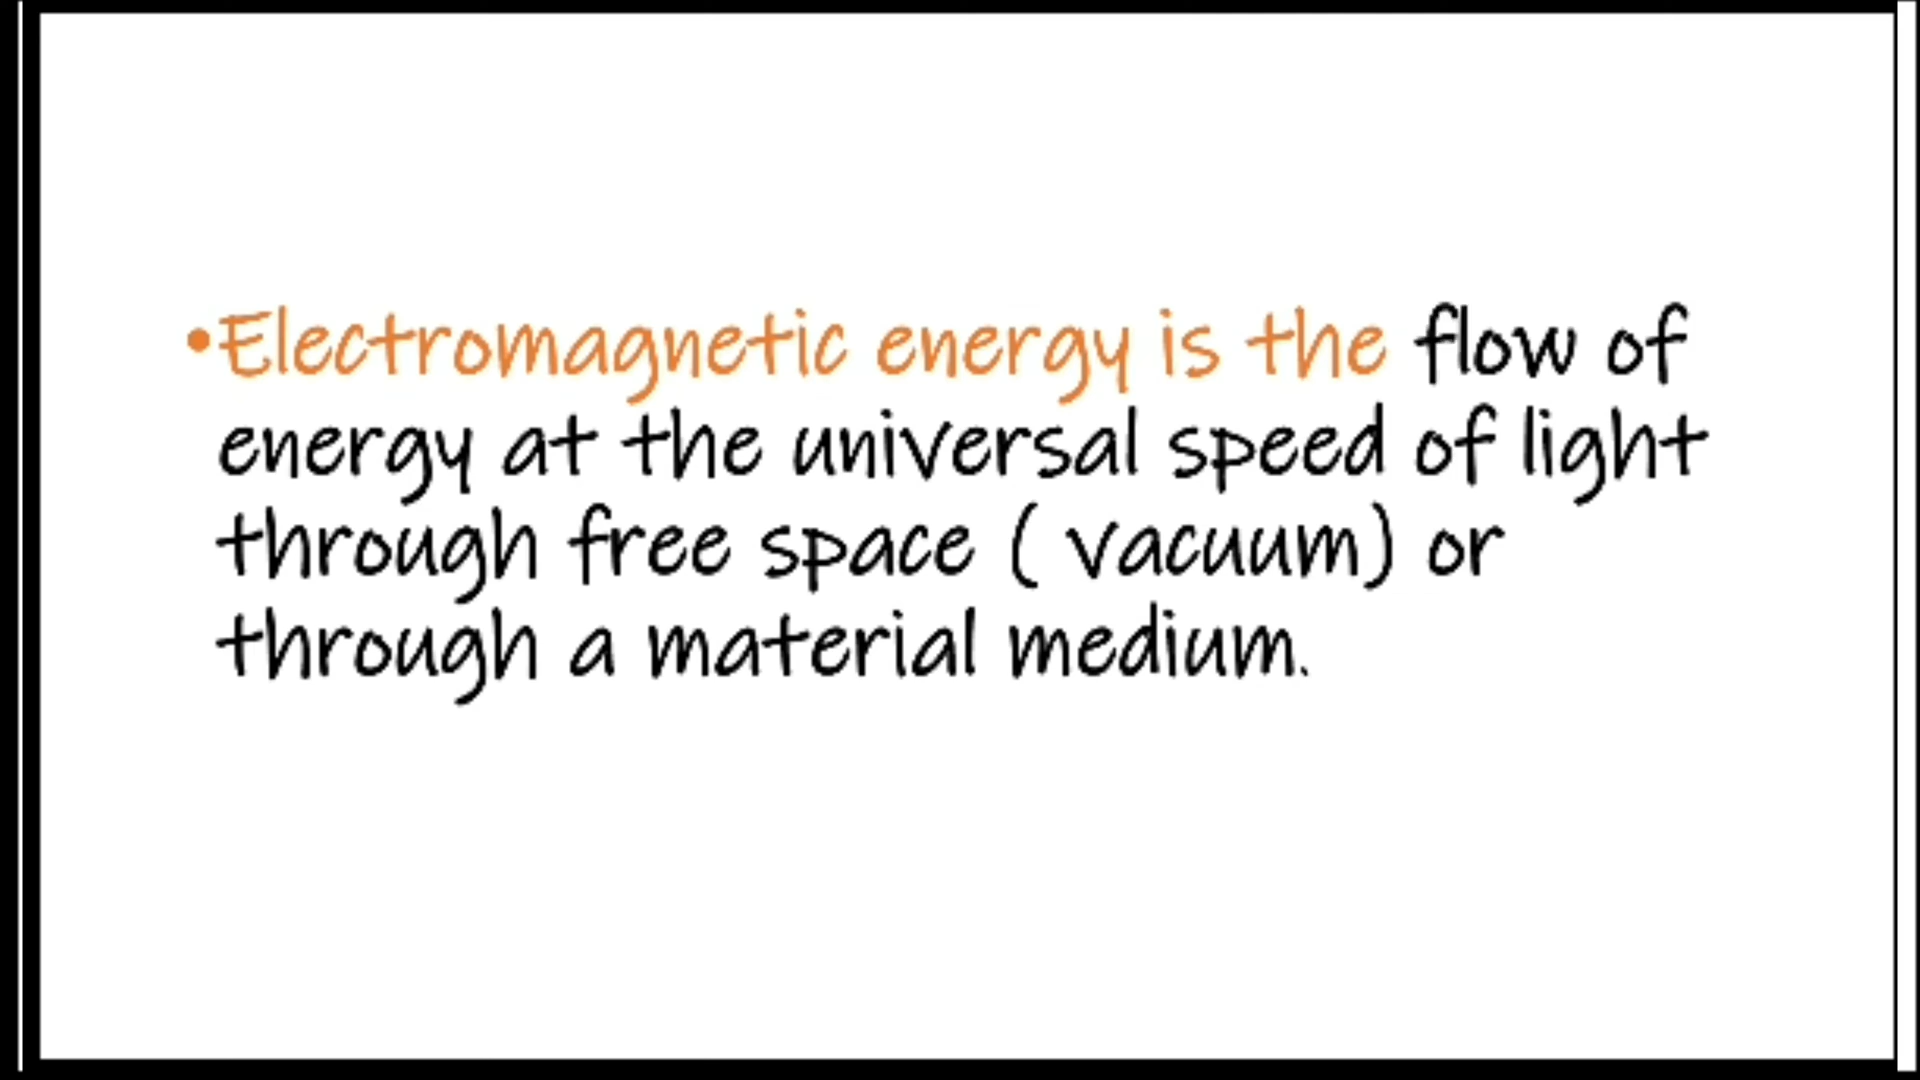 •Electromagnetic energy is the flow of
energy at the universal speed of light
through free space ( vacuum) or
through a material medium.